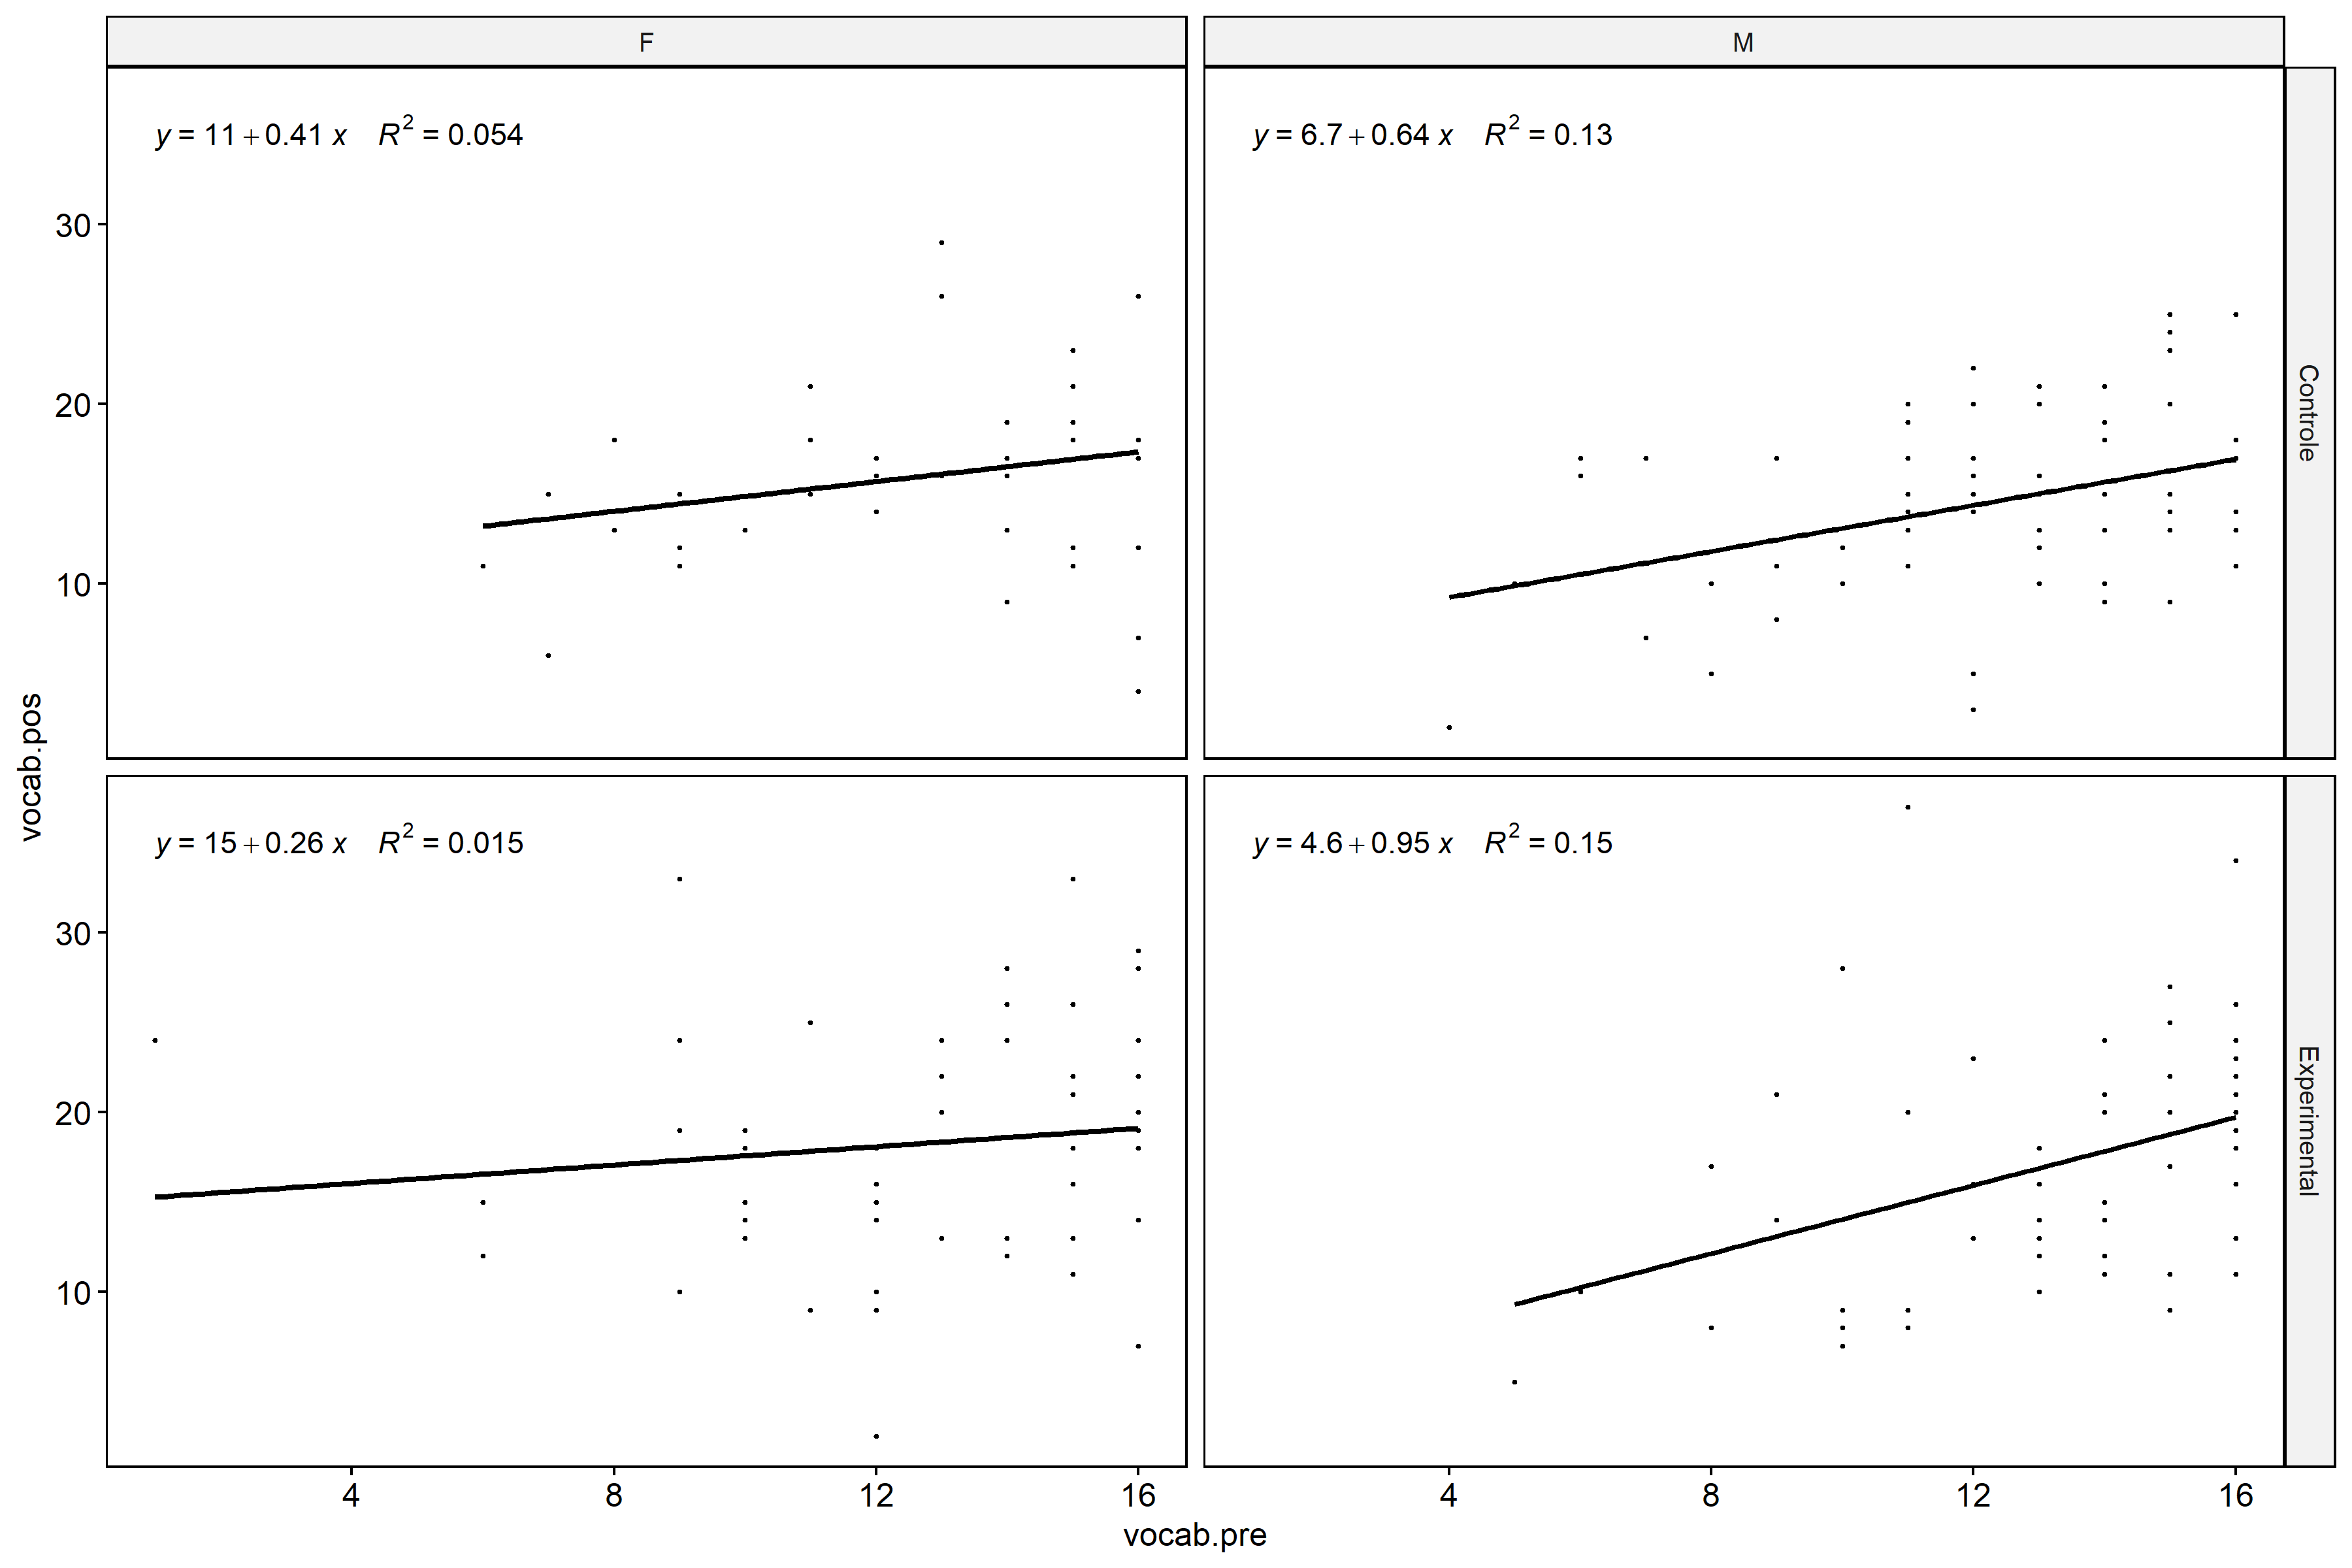 F
M
y = 11 + 0.41 x R² = 0.054
y = 6.7 + 0.64 x R² = 0.13
Controle
30
20
10
vocab.pos
y = 15 + 0.26 x R² = 0.015
y = 4.6 + 0.95 x R² = 0.15
Experimental
30
20
10
4 8 12 16
4 8 12 16
vocab.pre